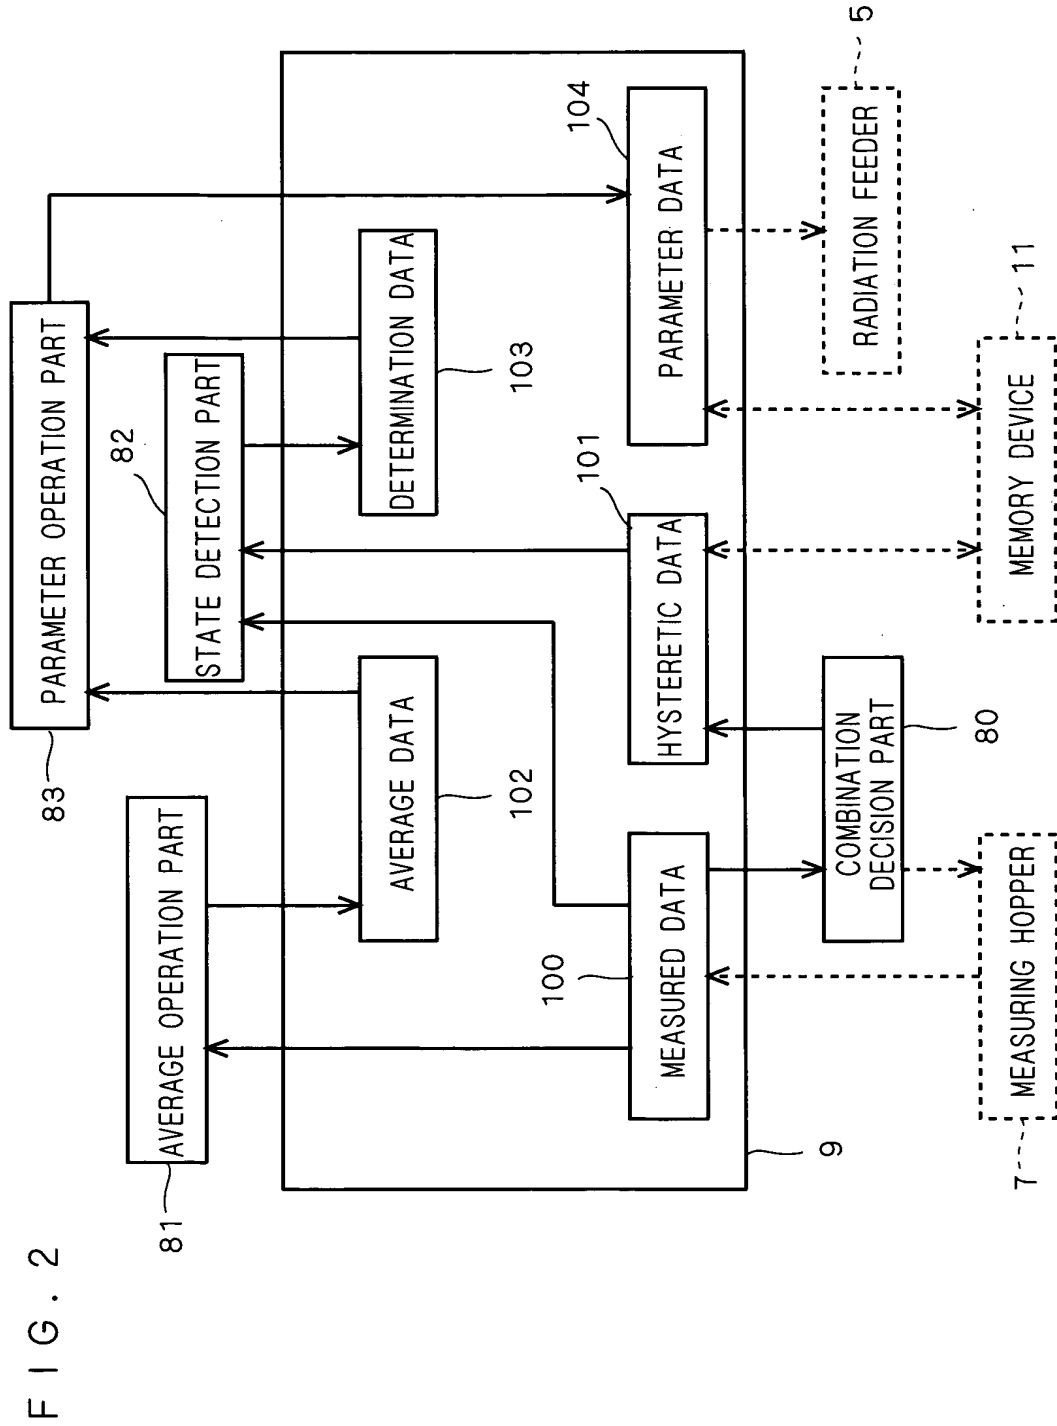 FIG. 2
83
PARAMETER OPERATION PART
81
AVERAGE OPERATION PART
82
STATE DETECTION PART
AVERAGE DATA
102
DETERMINATION DATA
103
100
MEASURED DATA
101
HYSTERETIC DATA
104
PARAMETER DATA
9
COMBINATION
DECISION PART
80
RADIATION FEEDER
5
7
MEASURING HOPPER
MEMORY DEVICE
11